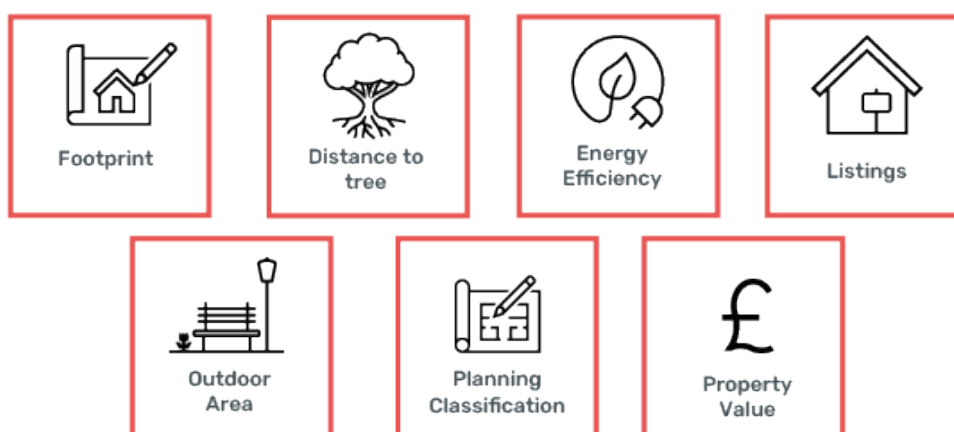 Footprint
Distance to
tree
Energy
Efficiency
Listings
Outdoor
Area
Planning
Classification
£
Property
Value